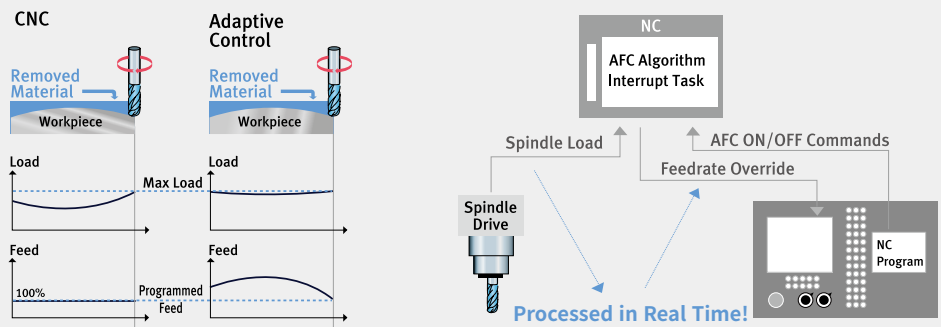 CNC
Adaptive
Control
Removed
Material
Workpiece
Removed
Material
Workpiece
Load
Load
Max Load
Feed
Feed
100%
Programmed
Feed
NC
AFC Algorithm
Interrupt Task
Spindle Load
AFC ON/OFF Commands
Feedrate Override
Spindle
Drive
NC
Program
Processed in Real Time!